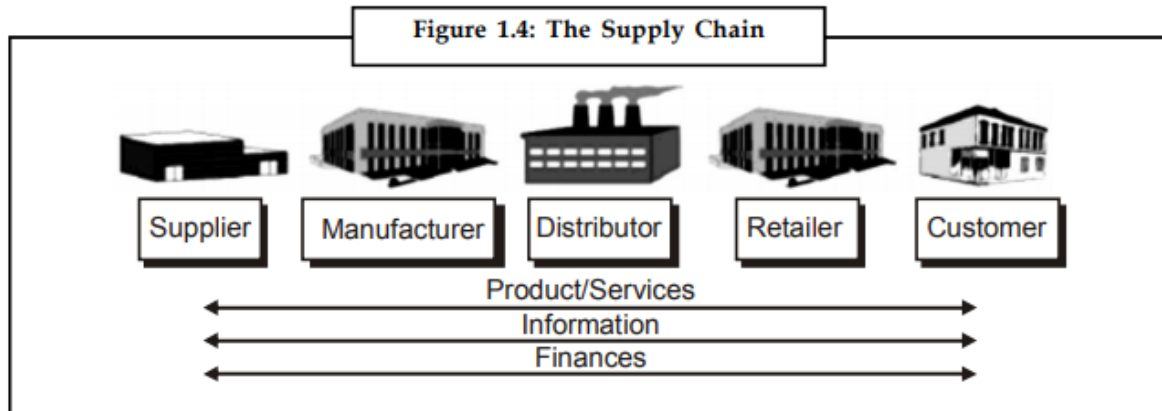 Figure 1.4: The Supply Chain
Supplier Manufacturer Distributor Retailer Customer
Product/Services
Information
Finances